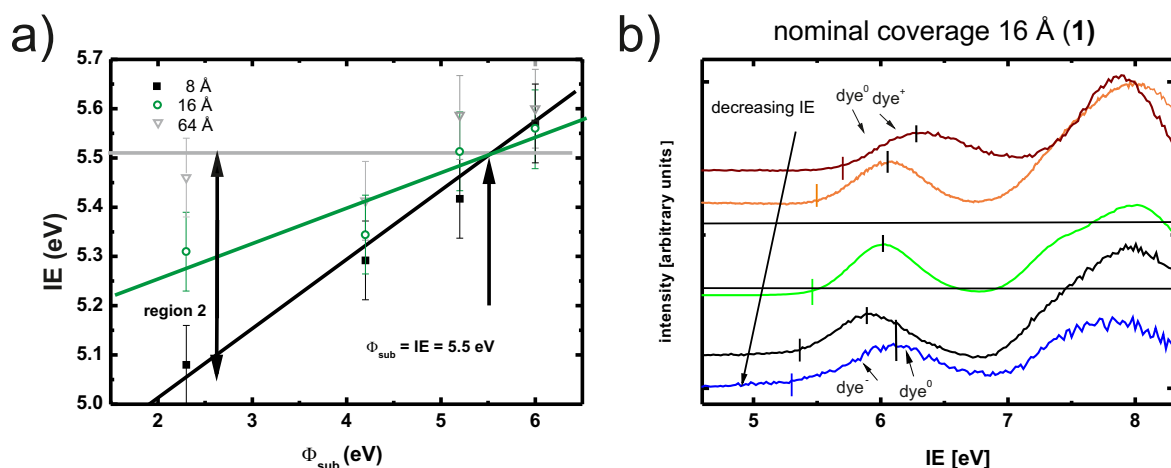 a)
5.7
5.6
5.5
5.4
5.3
5.2
5.1
5.0
IE (eV)
8 Å
16 Å
64 Å
region 2
Φsub = IE = 5.5 eV
2
3
4
5
6
Φsub (eV)
b)
nominal coverage 16 Å (1)
decreasing IE
dye⁰ dye⁺
intensity [arbitrary units]
dye⁻
dye⁰
5
6
7
8
IE [eV]